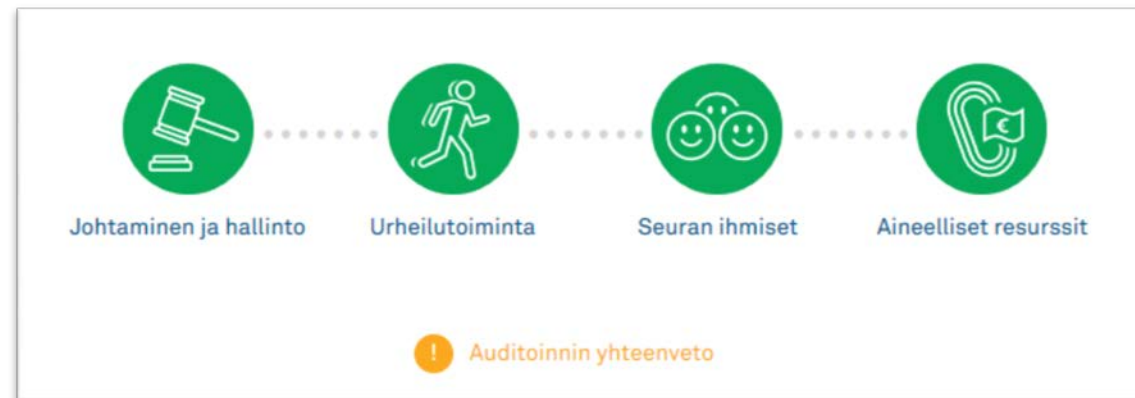 Johtaminen ja hallinto
Urheilutoiminta
Seuran ihmiset
Aineelliset resurssit
! Auditoinnin yhteenveto